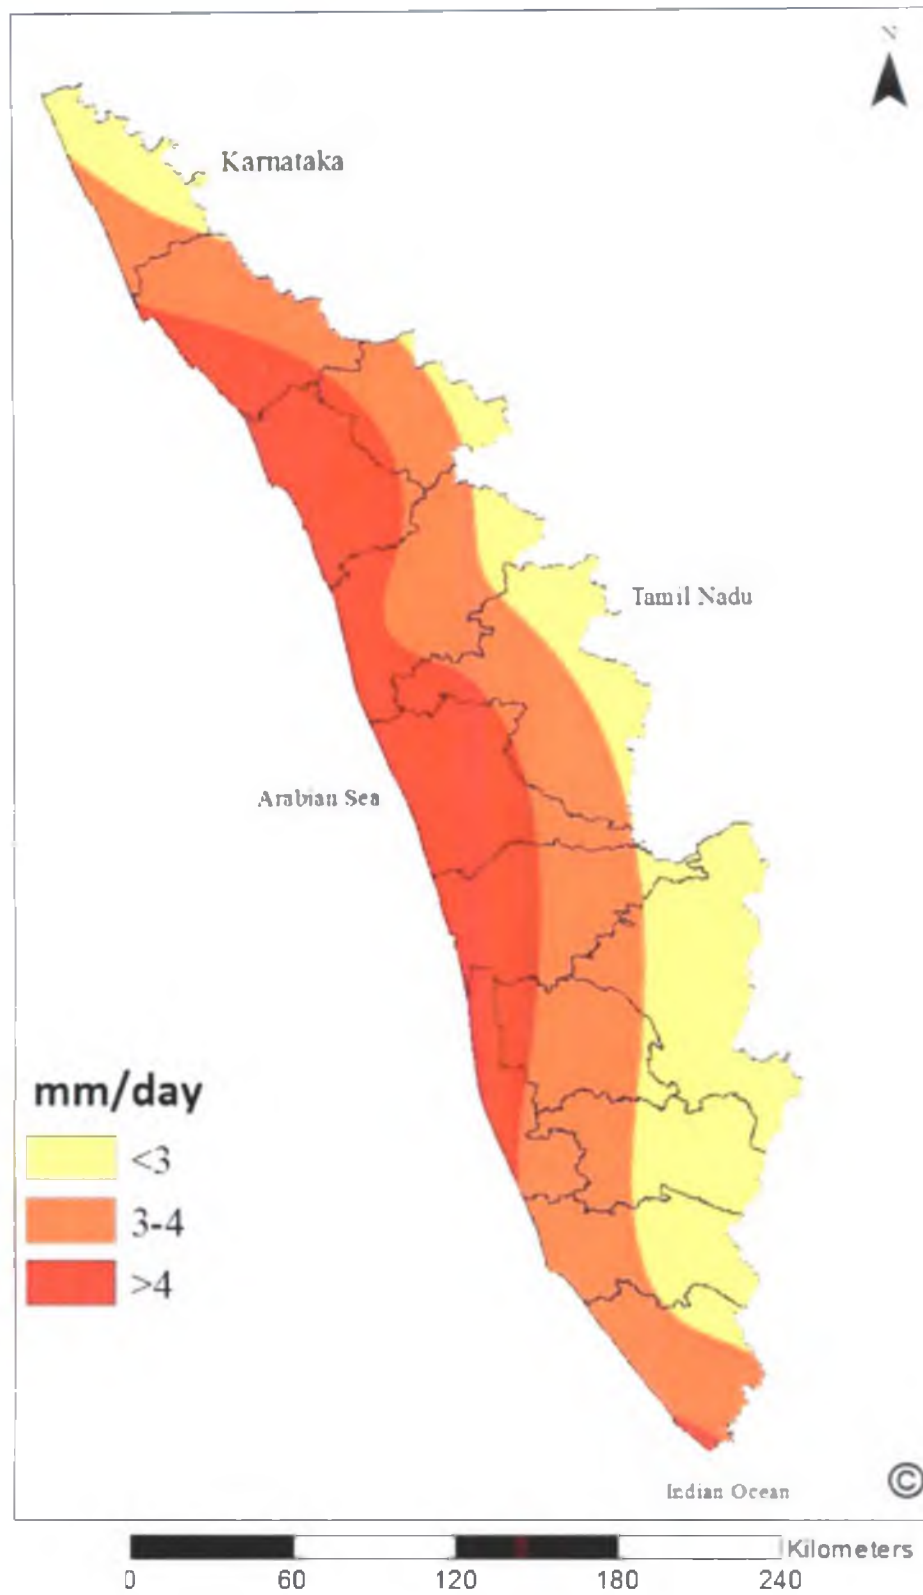 N
Karnataka
Tamil Nadu
Arabian Sea
mm/day
<3
3-4
>4
Indian Ocean
©
Kilometers
0 60 120 180 240